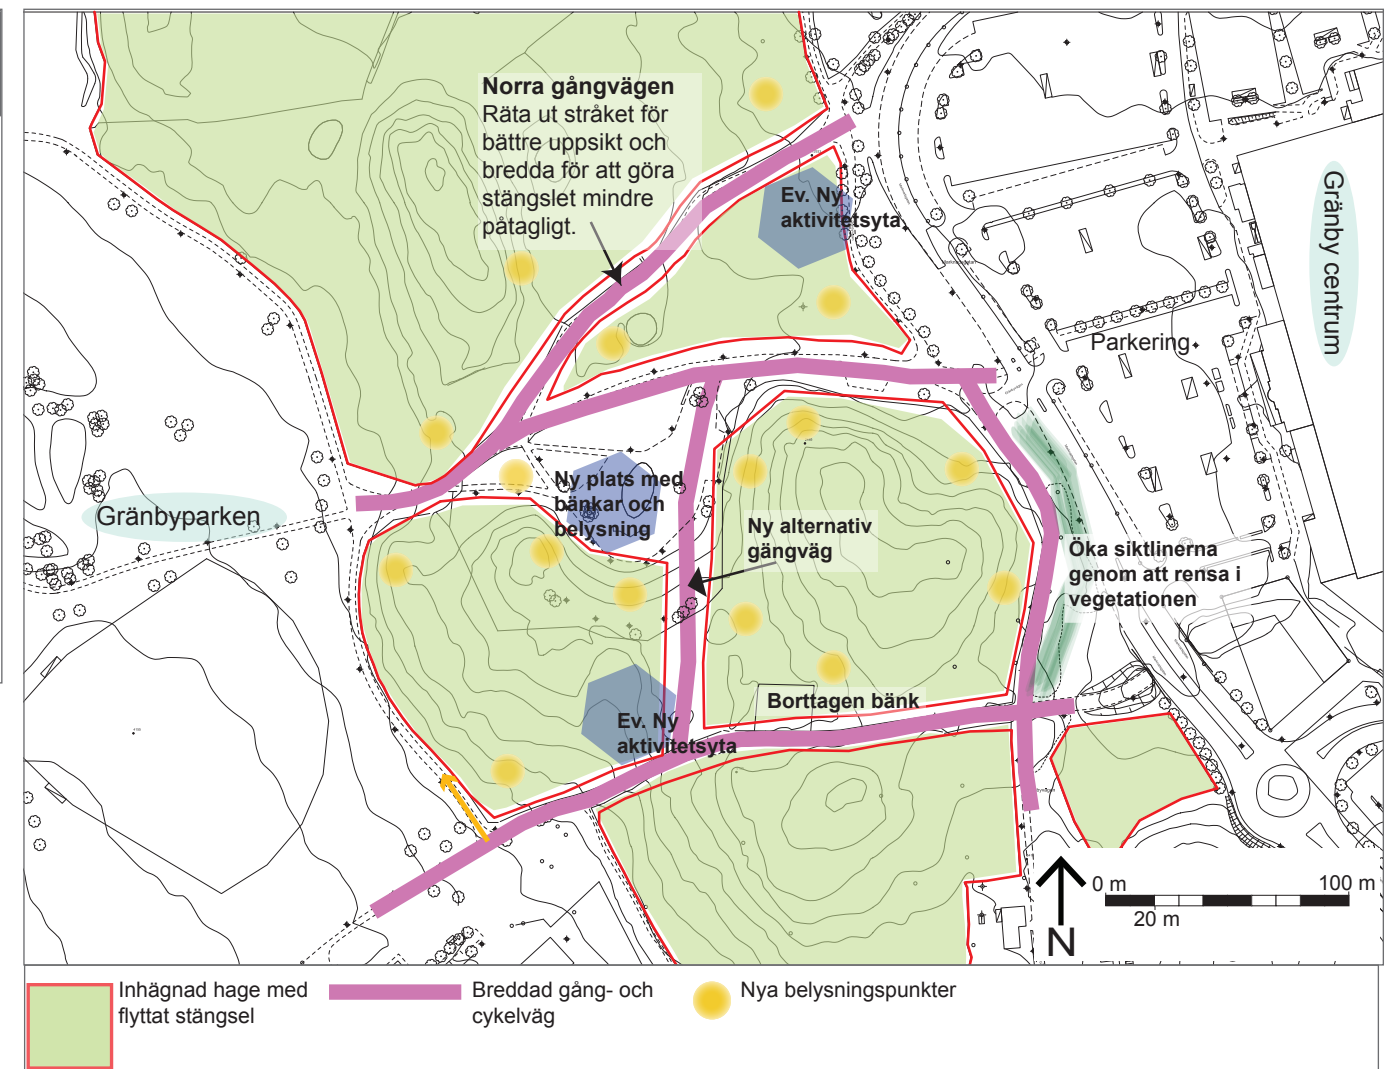 Norra gångvägen
Räta ut stråket för
bättre uppsikt och
bredda för att göra
stängslet mindre
påtagligt.
Ev. Ny
aktivitetsyta
Gränby centrum
Parkering
Gränbyparken
Ny plats med
bänkar och
belysning
Ny alternativ
gängväg
Öka siktlinerna
genom att rensa i
vegetationen
Borttagen bänk
Ev. Ny
aktivitetsyta
0 m
100 m
20 m
N
Inhägnad hage med
flyttat stängsel
Breddad gång- och
cykelväg
Nya belysningspunkter